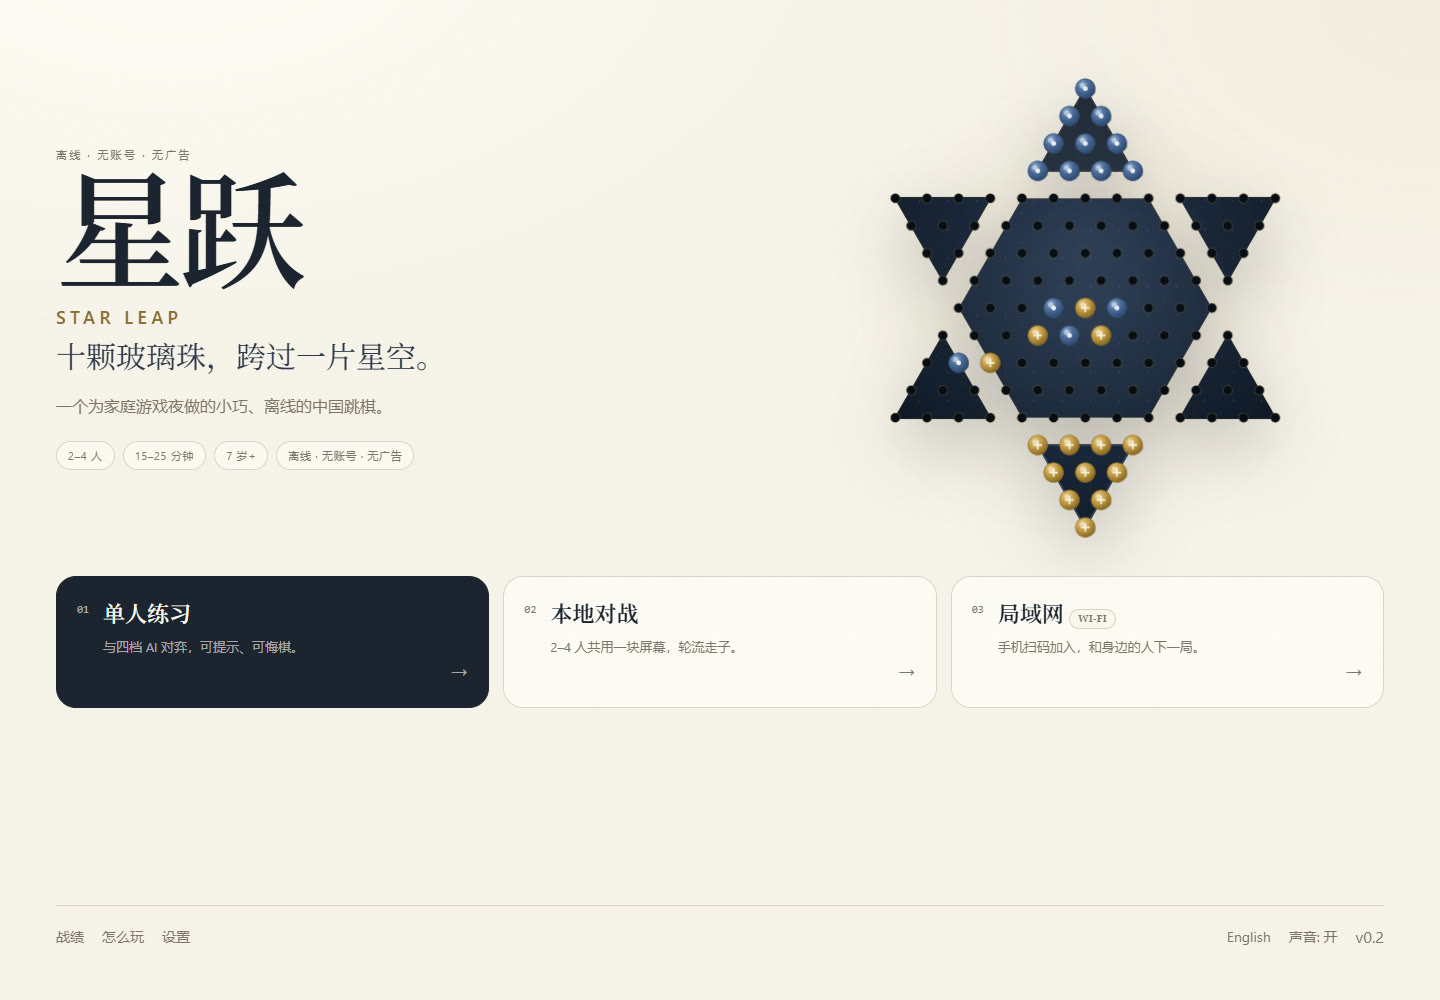 离线 · 无账号 · 无广告
星跃
STAR LEAP
十颗玻璃珠，跨过一片星空。
一个为家庭游戏夜做的小巧、离线的中国跳棋。
2–4 人
15–25 分钟
7 岁+
离线 · 无账号 · 无广告
01 单人练习
与四档 AI 对弈，可提示、可悔棋。
→
02 本地对战
2–4 人共用一块屏幕，轮流走子。
→
03 局域网 WI-FI
手机扫码加入，和身边的人下一局。
→
战绩 怎么玩 设置
English 声音: 开 v0.2